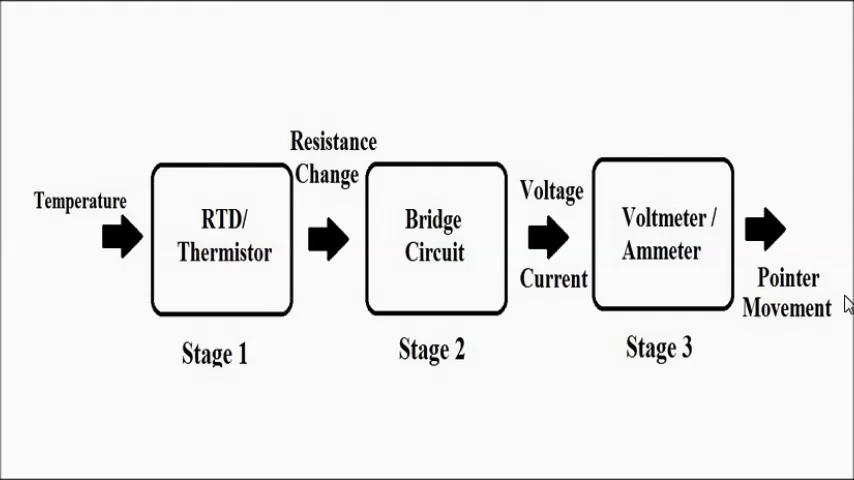 Temperature
RTD/
Thermistor
Stage 1
Resistance
Change
Bridge
Circuit
Stage 2
Voltage
Current
Voltmeter /
Ammeter
Stage 3
Pointer
Movement